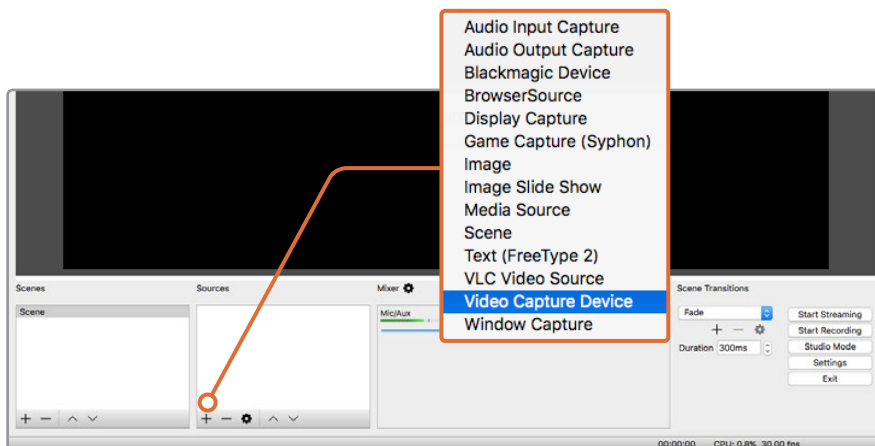 Audio Input Capture
Audio Output Capture
Blackmagic Device
BrowserSource
Display Capture
Game Capture (Syphon)
Image
Image Slide Show
Media Source
Scene
Text (FreeType 2)
VLC Video Source
Video Capture Device
Window Capture
Scenes
Scene
Sources
Mixer
Mic/Aux
Scene Transitions
Fade
Duration 300ms
Start Streaming
Start Recording
Studio Mode
Settings
Exit
00:00:00 CPU: 0.8%, 30.00 fps